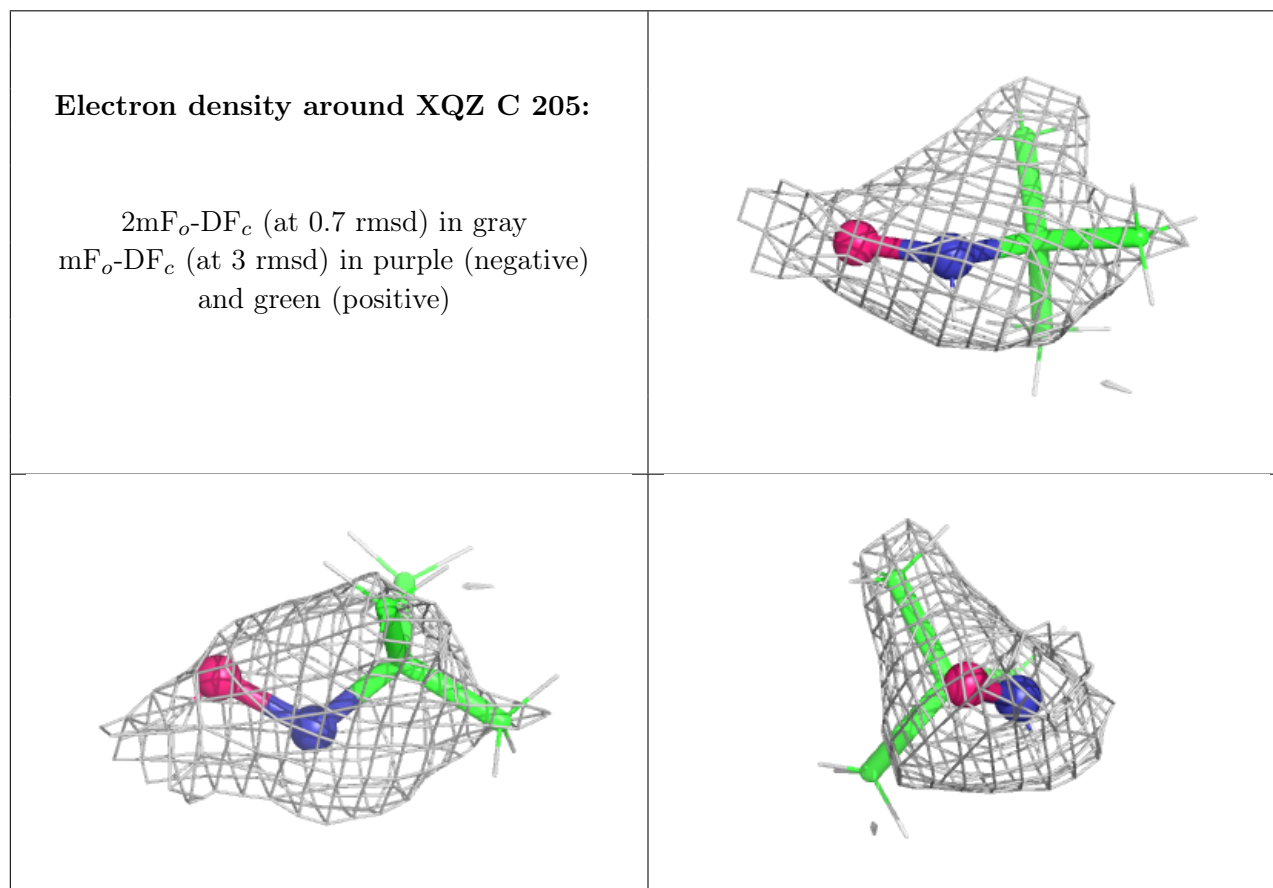 Electron density around XQZ C 205:
2mFo-DFc (at 0.7 rmsd) in gray
mFo-DFc (at 3 rmsd) in purple (negative)
and green (positive)